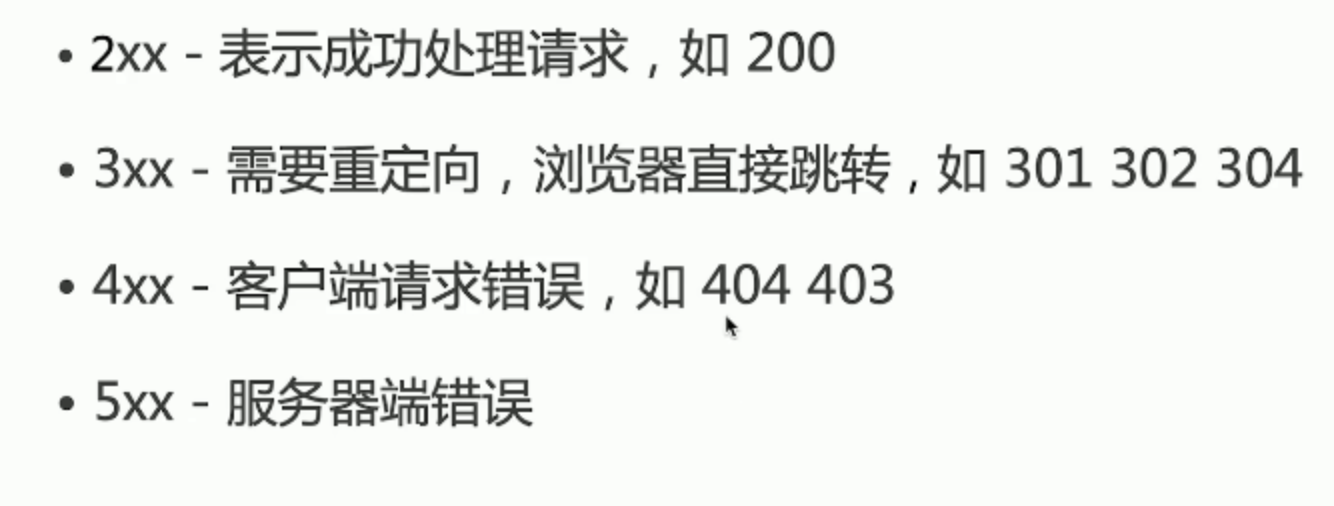 • 2xx - 表示成功处理请求，如 200
• 3xx - 需要重定向，浏览器直接跳转，如 301 302 304
• 4xx - 客户端请求错误，如 404 403
• 5xx - 服务器端错误